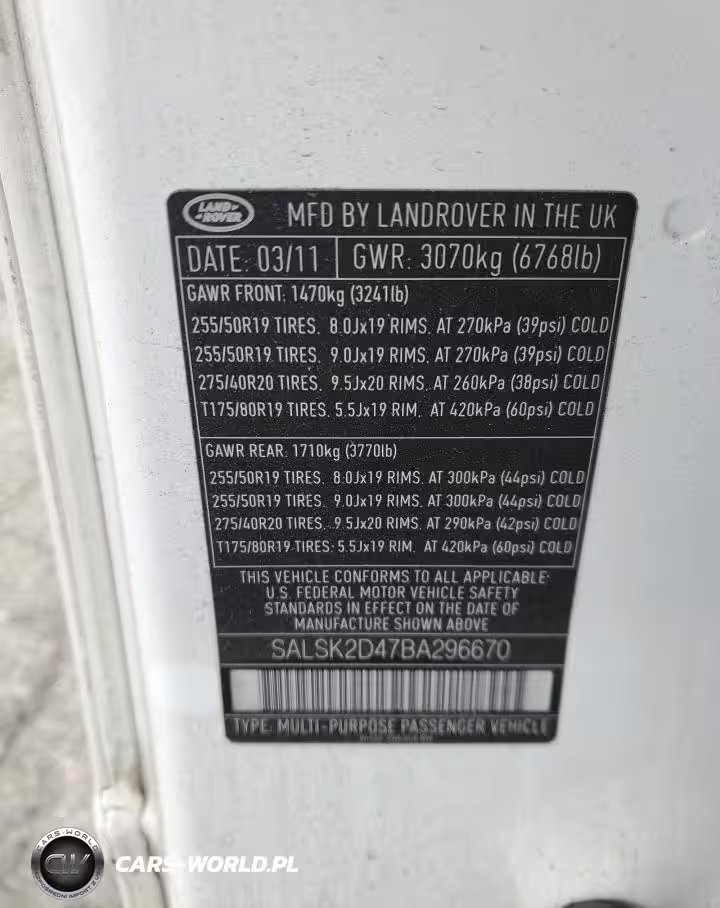 LAND ROVER MFD BY LANDROVER IN THE UK
DATE: 03/11 GWR: 3070kg (6768lb)
GAWR FRONT: 1470kg (3241lb)
255/50R19 TIRES, 8.0Jx19 RIMS, AT 270kPa (39psi) COLD
255/50R19 TIRES, 9.0Jx19 RIMS, AT 270kPa (39psi) COLD
275/40R20 TIRES, 9.5Jx20 RIMS, AT 260kPa (38psi) COLD
T175/80R19 TIRES, 5.5Jx19 RIM, AT 420kPa (60psi) COLD
GAWR REAR: 1710kg (3770lb)
255/50R19 TIRES, 8.0Jx19 RIMS, AT 300kPa (44psi) COLD
255/50R19 TIRES, 9.0Jx19 RIMS, AT 300kPa (44psi) COLD
275/40R20 TIRES, 9.5Jx20 RIMS, AT 290kPa (42psi) COLD
T175/80R19 TIRES, 5.5Jx19 RIM, AT 420kPa (60psi) COLD
THIS VEHICLE CONFORMS TO ALL APPLICABLE
U.S. FEDERAL MOTOR VEHICLE SAFETY
STANDARDS IN EFFECT ON THE DATE OF
MANUFACTURE SHOWN ABOVE
SALSK2D47BA296670
TYPE: MULTI-PURPOSE PASSENGER VEHICLE
CARS-WORLD
CW
CARS-WORLD.PL